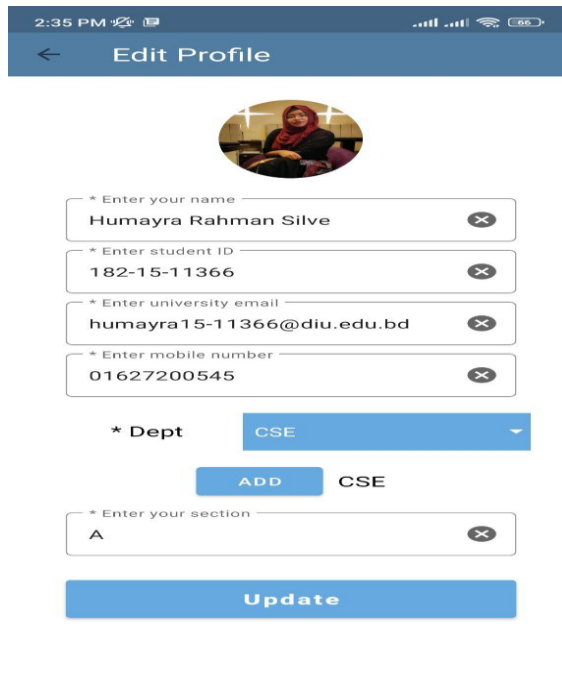 2:35 PM
66
Edit Profile
* Enter your name
Humayra Rahman Silve
* Enter student ID
182-15-11366
* Enter university email
humayra15-11366@diu.edu.bd
* Enter mobile number
01627200545
* Dept CSE
ADD CSE
* Enter your section
A
Update